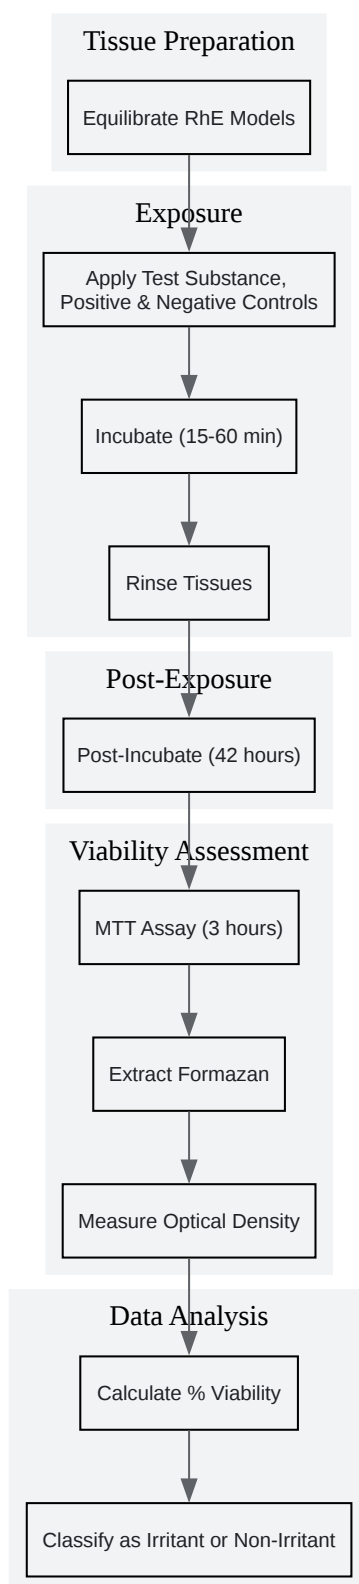 Tissue Preparation
Equilibrate RhE Models
Exposure
Apply Test Substance,
Positive & Negative Controls
Incubate (15-60 min)
Rinse Tissues
Post-Exposure
Post-Incubate (42 hours)
Viability Assessment
MTT Assay (3 hours)
Extract Formazan
Measure Optical Density
Data Analysis
Calculate % Viability
Classify as Irritant or Non-Irritant